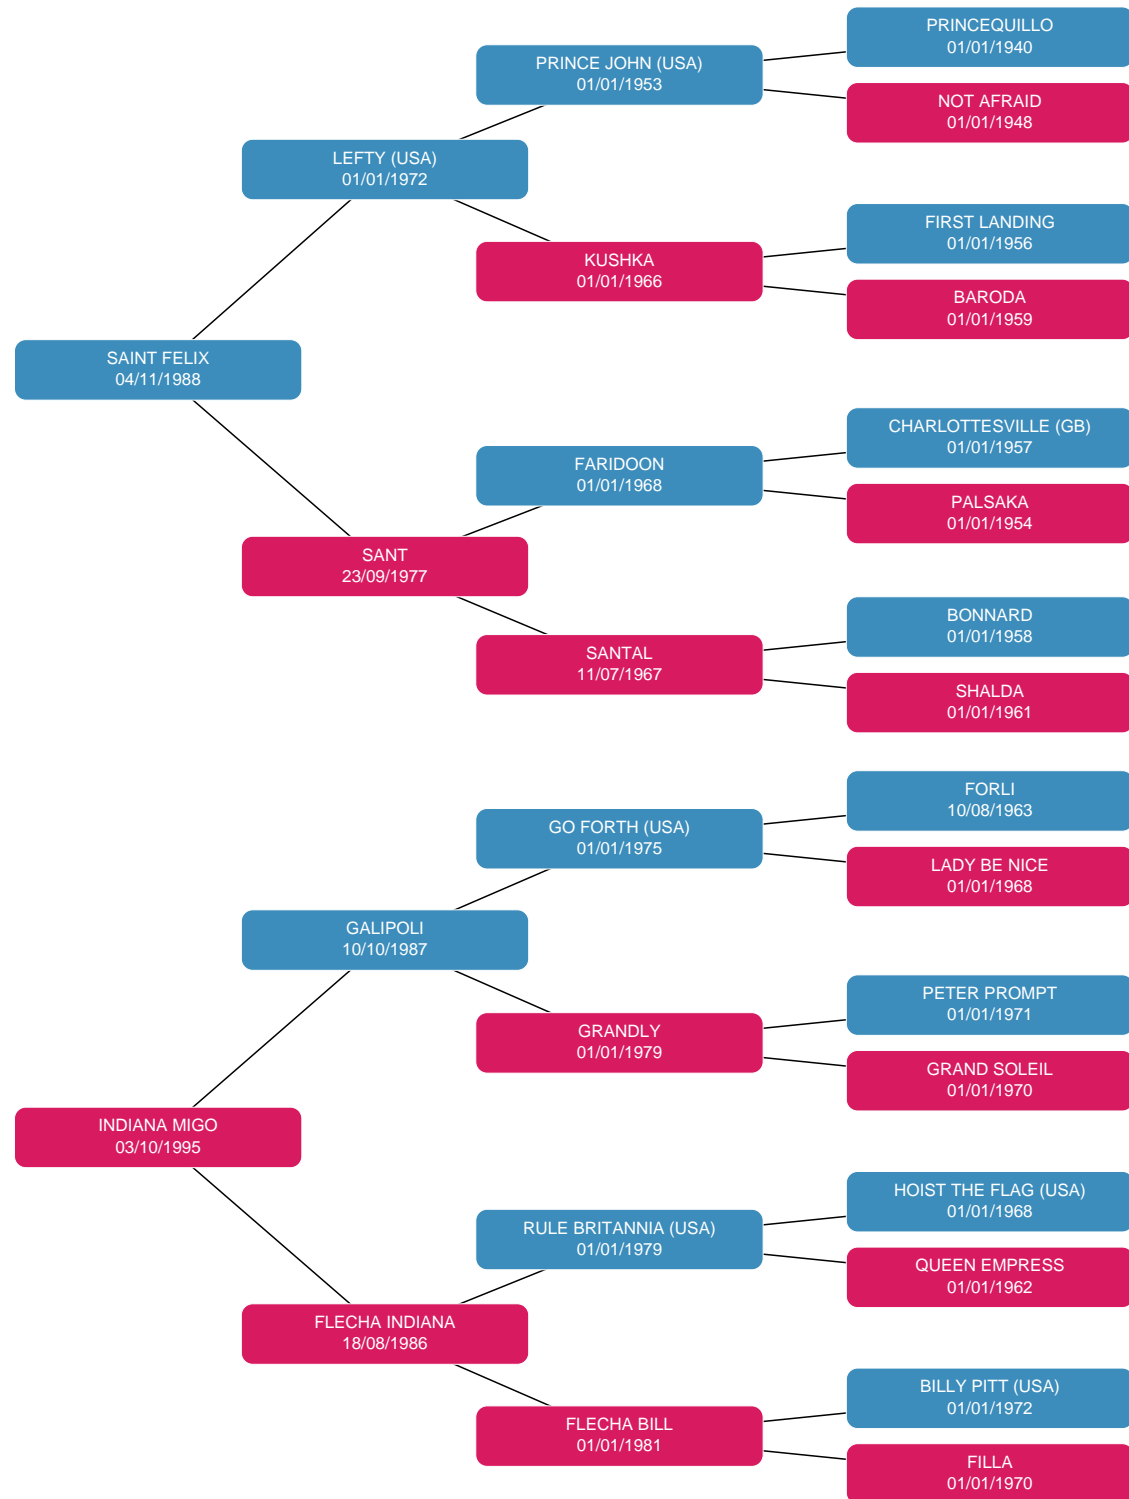 PRINCEQUILLO
01/01/1940
PRINCE JOHN (USA)
01/01/1953
NOT AFRAID
01/01/1948
LEFTY (USA)
01/01/1972
FIRST LANDING
01/01/1956
KUSHKA
01/01/1966
BARODA
01/01/1959
SAINT FELIX
04/11/1988
CHARLOTTESVILLE (GB)
01/01/1957
FARIDOON
01/01/1968
PALSAKA
01/01/1954
SANT
23/09/1977
BONNARD
01/01/1958
SANTAL
11/07/1967
SHALDA
01/01/1961
FORLI
10/08/1963
GO FORTH (USA)
01/01/1975
LADY BE NICE
01/01/1968
GALIPOLI
10/10/1987
PETER PROMPT
01/01/1971
GRANDLY
01/01/1979
GRAND SOLEIL
01/01/1970
INDIANA MIGO
03/10/1995
HOIST THE FLAG (USA)
01/01/1968
RULE BRITANNIA (USA)
01/01/1979
QUEEN EMPRESS
01/01/1962
FLECHA INDIANA
18/08/1986
BILLY PITT (USA)
01/01/1972
FLECHA BILL
01/01/1981
FILLA
01/01/1970